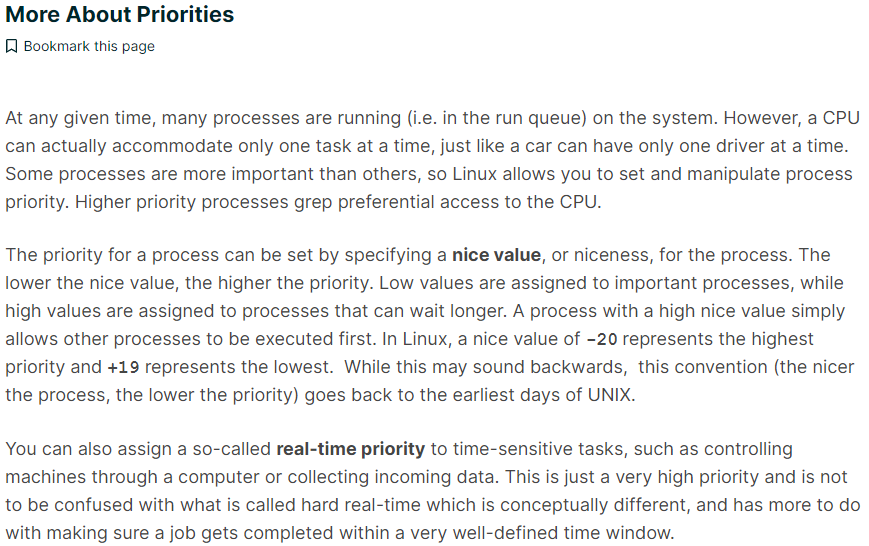 More About Priorities
Bookmark this page
At any given time, many processes are running (i.e. in the run queue) on the system. However, a CPU
can actually accommodate only one task at a time, just like a car can have only one driver at a time.
Some processes are more important than others, so Linux allows you to set and manipulate process
priority. Higher priority processes grep preferential access to the CPU.
The priority for a process can be set by specifying a nice value, or niceness, for the process. The
lower the nice value, the higher the priority. Low values are assigned to important processes, while
high values are assigned to processes that can wait longer. A process with a high nice value simply
allows other processes to be executed first. In Linux, a nice value of -20 represents the highest
priority and +19 represents the lowest.  While this may sound backwards,  this convention (the nicer
the process, the lower the priority) goes back to the earliest days of UNIX.
You can also assign a so-called real-time priority to time-sensitive tasks, such as controlling
machines through a computer or collecting incoming data. This is just a very high priority and is not
to be confused with what is called hard real-time which is conceptually different, and has more to do
with making sure a job gets completed within a very well-defined time window.